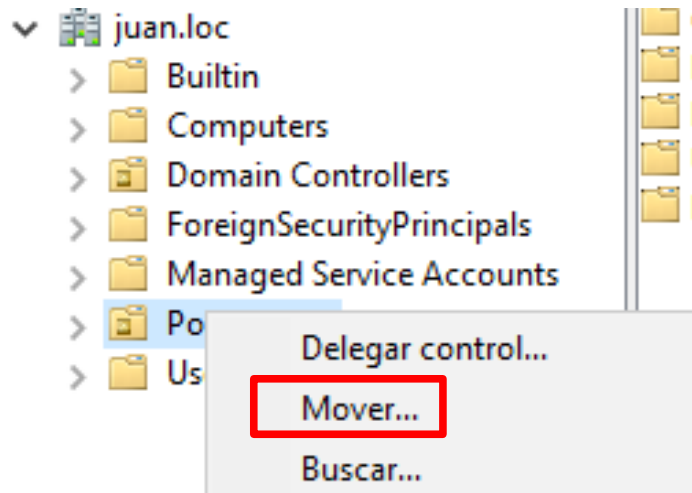 juan.loc
Builtin
Computers
Domain Controllers
ForeignSecurityPrincipals
Managed Service Accounts
Po
Us
Delegar control...
Mover...
Buscar...